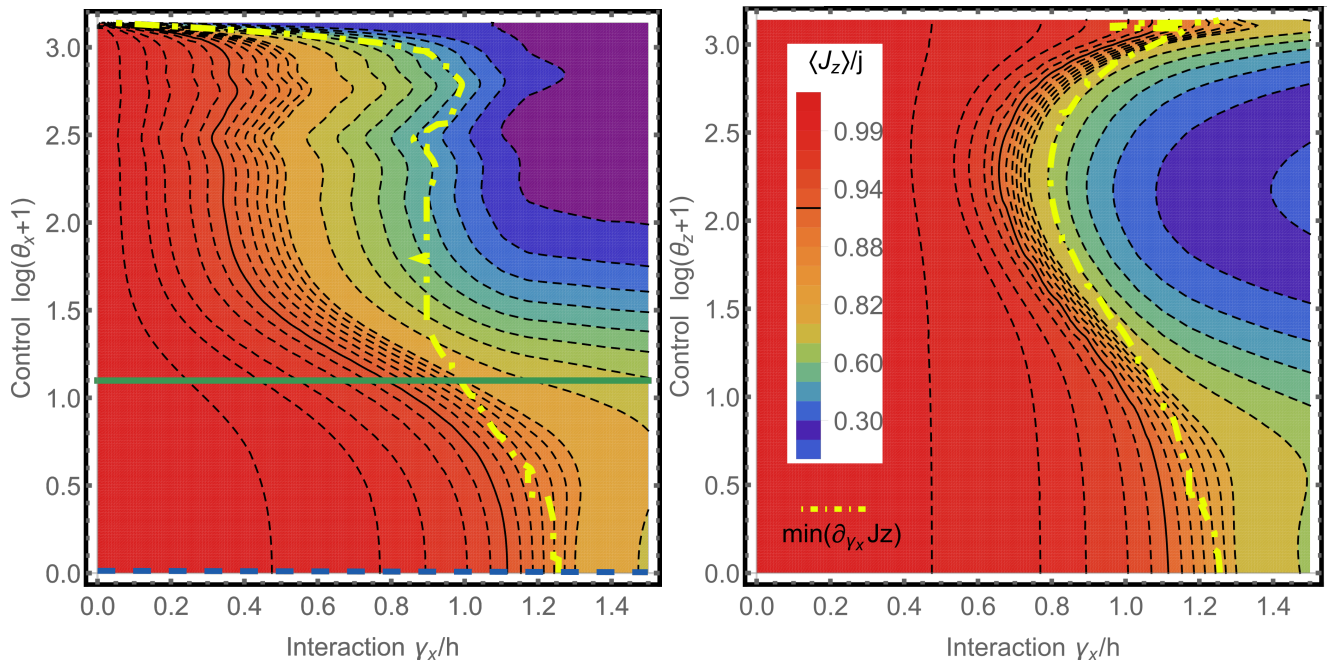 3.0
2.5
2.0
1.5
1.0
0.5
0.0
Control log(θx+1)
0.0 0.2 0.4 0.6 0.8 1.0 1.2 1.4
Interaction γx/h
3.0
2.5
2.0
1.5
1.0
0.5
0.0
Control log(θz+1)
⟨Jz⟩/j
0.99
0.94
0.88
0.82
0.60
0.30
min(∂γx Jz)
0.0 0.2 0.4 0.6 0.8 1.0 1.2 1.4
Interaction γx/h